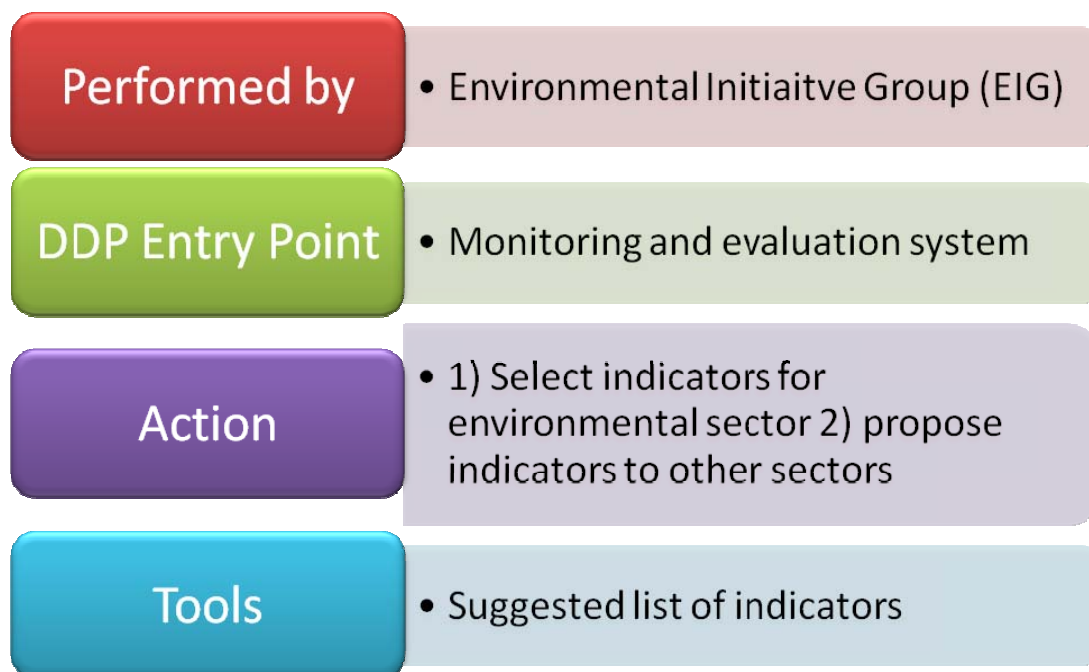 Performed by
• Environmental Initiaitve Group (EIG)
DDP Entry Point
• Monitoring and evaluation system
Action
• 1) Select indicators for
environmental sector 2) propose
indicators to other sectors
Tools
• Suggested list of indicators